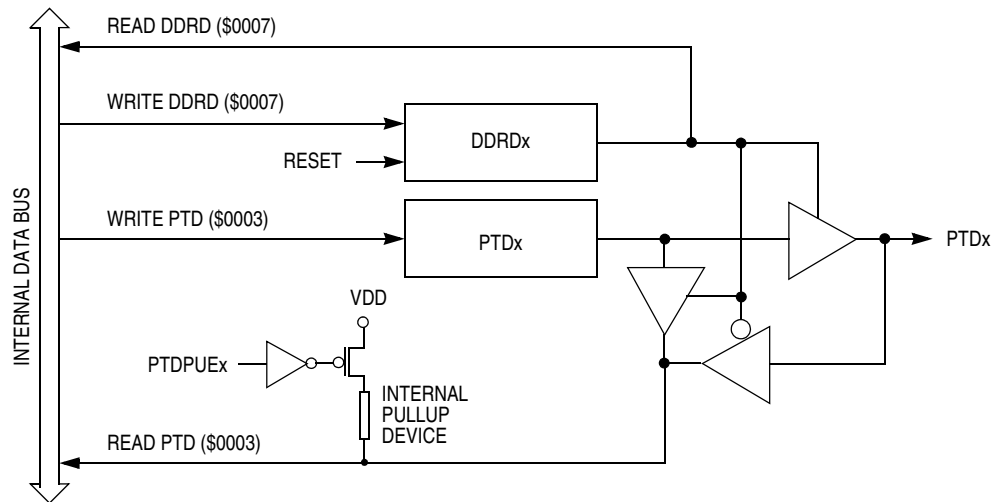 READ DDRD ($0007)
WRITE DDRD ($0007)
DDRDx
RESET
INTERNAL DATA BUS
WRITE PTD ($0003)
PTDx
PTDx
VDD
PTDPUEx
INTERNAL
PULLUP
DEVICE
READ PTD ($0003)